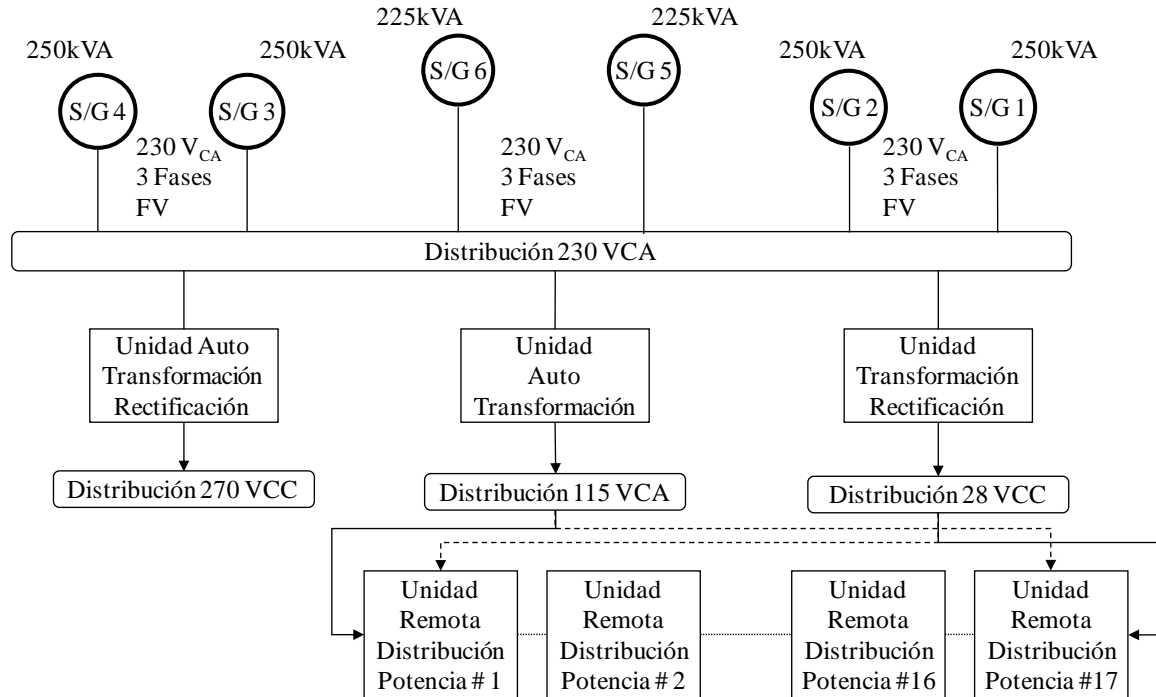 225kVA
225kVA
250kVA
250kVA
250kVA
250kVA
S/G 4
S/G 3
S/G 6
S/G 5
S/G 2
S/G 1
230 VCA
3 Fases
FV
230 VCA
3 Fases
FV
230 VCA
3 Fases
FV
Distribución 230 VCA
Unidad Auto
Transformación
Rectificación
Unidad
Auto
Transformación
Unidad
Transformación
Rectificación
Distribución 270 VCC
Distribución 115 VCA
Distribución 28 VCC
Unidad
Remota
Distribución
Potencia # 1
Unidad
Remota
Distribución
Potencia # 2
Unidad
Remota
Distribución
Potencia #16
Unidad
Remota
Distribución
Potencia #17